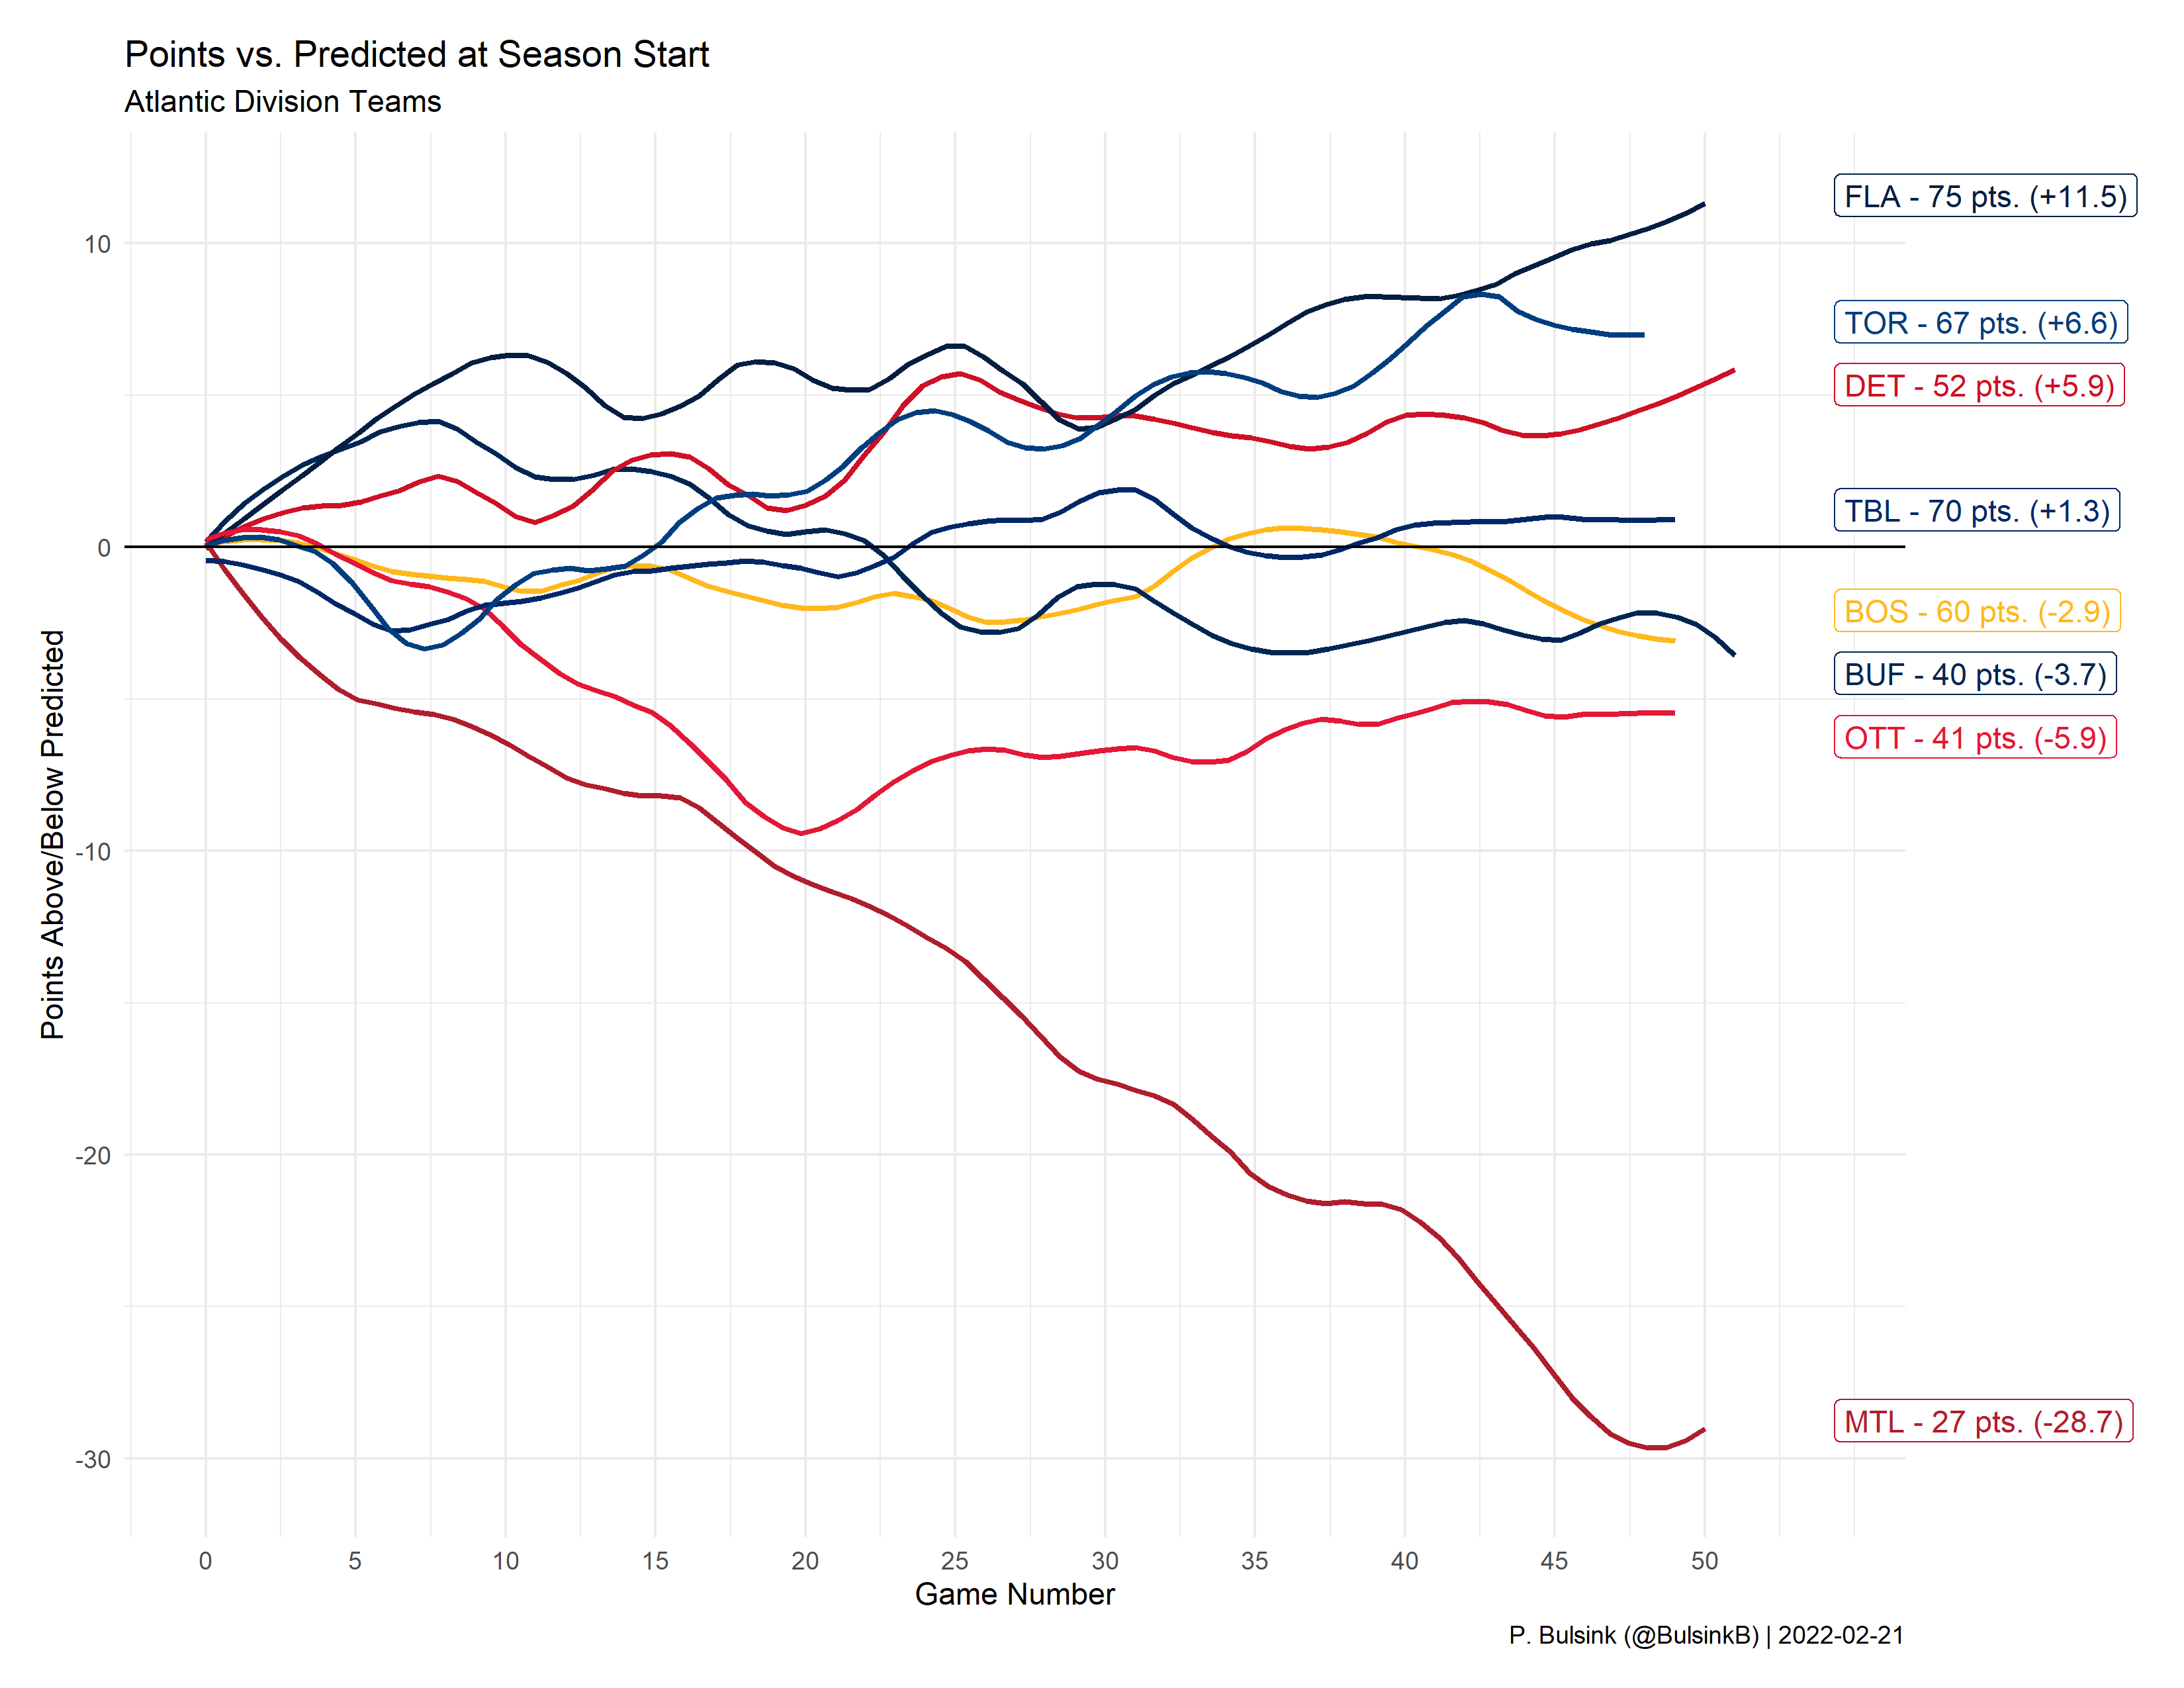 Points vs. Predicted at Season Start
Atlantic Division Teams
Points Above/Below Predicted
10
0
-10
-20
-30
FLA - 75 pts. (+11.5)
TOR - 67 pts. (+6.6)
DET - 52 pts. (+5.9)
TBL - 70 pts. (+1.3)
BOS - 60 pts. (-2.9)
BUF - 40 pts. (-3.7)
OTT - 41 pts. (-5.9)
MTL - 27 pts. (-28.7)
0 5 10 15 20 25 30 35 40 45 50
Game Number
P. Bulsink (@BulsinkB) | 2022-02-21